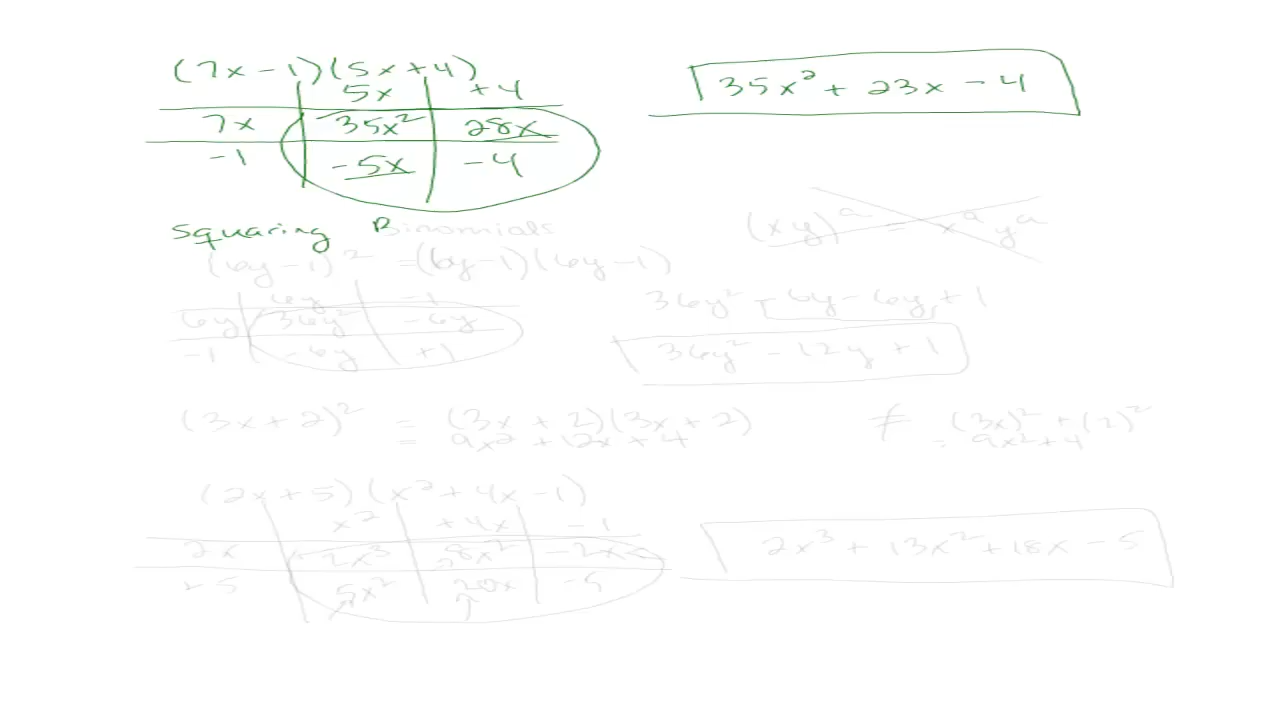 (7x - 1)(5x + 4)
5x +4
7x 35x² 28x
-1 -5x -4
35x² + 23x - 4
Squaring Binomials
(xy)ᵃ = xᵃ yᵃ
(6y - 1)² = (6y - 1)(6y - 1)
6y -1
6y 36y² -6y
-1 -6y +1
36y² - 6y - 6y + 1
36y² - 12y + 1
(3x + 2)² = (3x + 2)(3x + 2) ≠ (3x)² + (2)²
= 9x² + 12x + 4 = 9x² + 4
(2x + 5)(x² + 4x - 1)
x² +4x -1
2x 2x³ 8x² -2x
+5 5x² 20x -5
2x³ + 13x² + 18x - 5